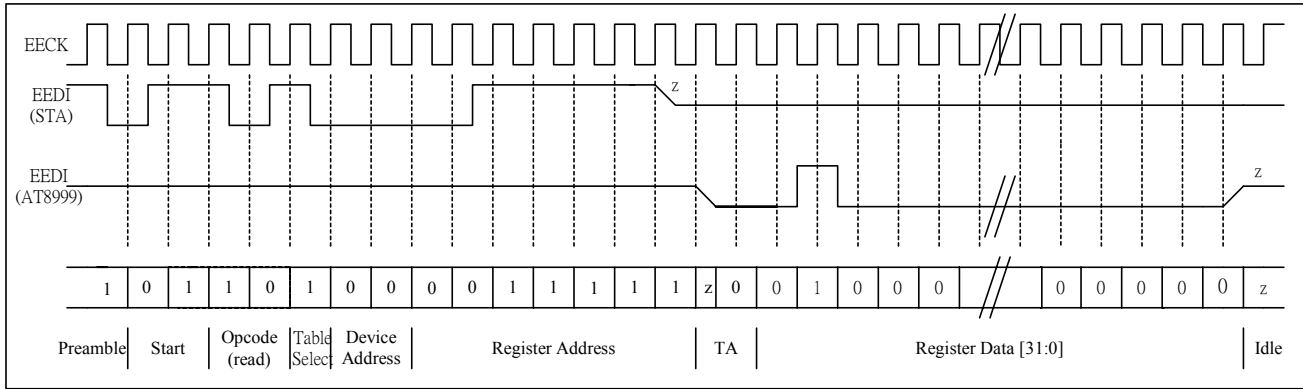 EECK
EEDI
(STA)
z
EEDI
(AT8999)
z
1 0 1 1 0 1 0 0 0 0 1 1 1 1 1 z 0 0 1 0 0 0 0 0 0 0 0 z
Preamble Start Opcode (read) Table Select Device Address Register Address TA Register Data [31:0] Idle